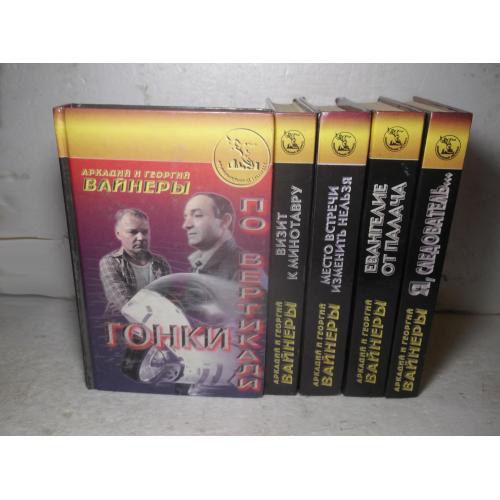 АРКАДИЙ И ГЕОРГИЙ
ВАЙНЕРЫ
ГОНКИ
ПО ВЕРТИКАЛИ
АРКАДИЙ И ГЕОРГИЙ
ВАЙНЕРЫ
ВИЗИТ
К МИНОТАВРУ
АРКАДИЙ И ГЕОРГИЙ
ВАЙНЕРЫ
МЕСТО ВСТРЕЧИ
ИЗМЕНИТЬ НЕЛЬЗЯ
АРКАДИЙ И ГЕОРГИЙ
ВАЙНЕРЫ
ЕВАНГЕЛИЕ
ОТ ПАЛАЧА
АРКАДИЙ И ГЕОРГИЙ
ВАЙНЕРЫ
Я, СЛЕДОВАТЕЛЬ...